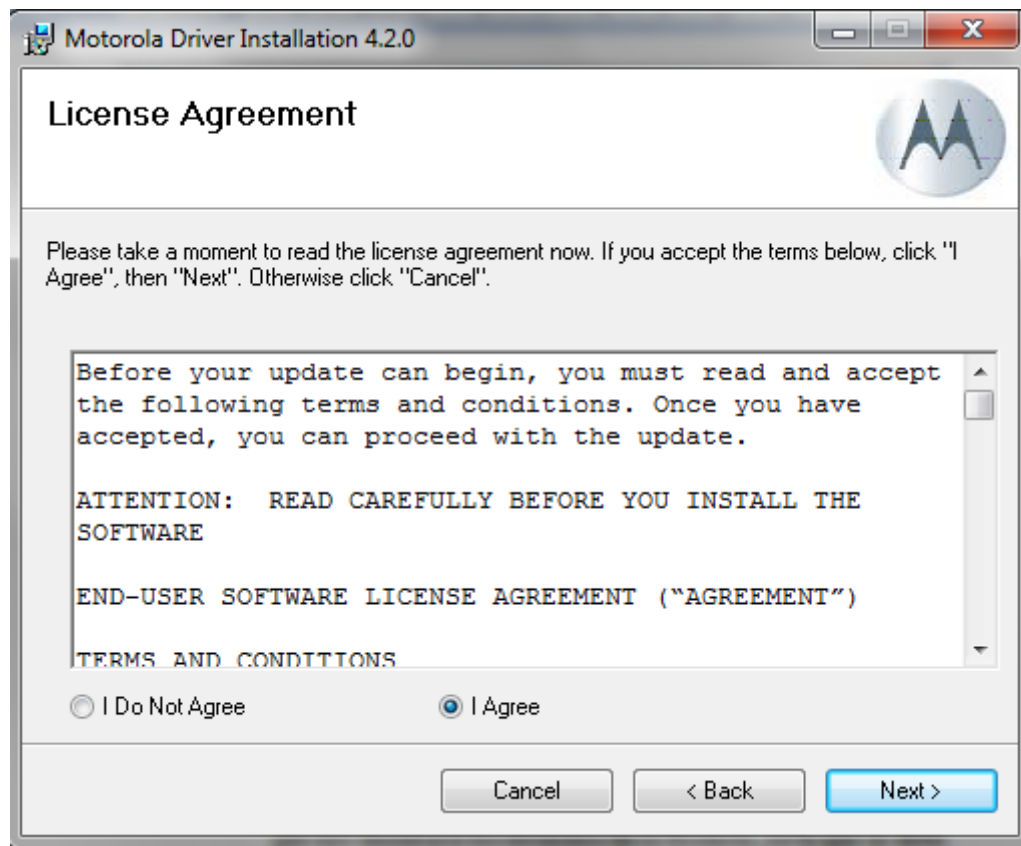 Motorola Driver Installation 4.2.0
License Agreement
Please take a moment to read the license agreement now. If you accept the terms below, click "I
Agree", then "Next". Otherwise click "Cancel".
Before your update can begin, you must read and accept
the following terms and conditions. Once you have
accepted, you can proceed with the update.
ATTENTION:  READ CAREFULLY BEFORE YOU INSTALL THE
SOFTWARE
END-USER SOFTWARE LICENSE AGREEMENT (“AGREEMENT”)
TERMS AND CONDITIONS
I Do Not Agree
I Agree
Cancel
< Back
Next >